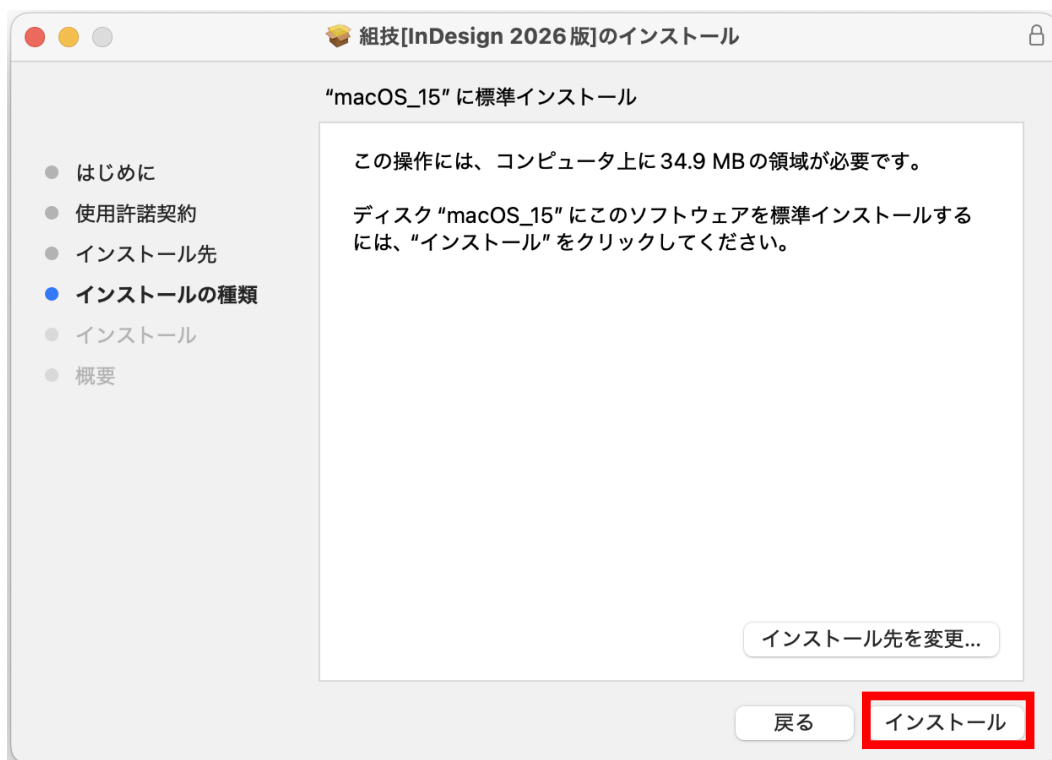 組技[InDesign 2026版]のインストール
“macOS_15” に標準インストール
はじめに
使用許諾契約
インストール先
インストールの種類
インストール
概要
この操作には、コンピュータ上に34.9 MBの領域が必要です。
ディスク “macOS_15” にこのソフトウェアを標準インストールする
には、“インストール” をクリックしてください。
インストール先を変更...
戻る
インストール